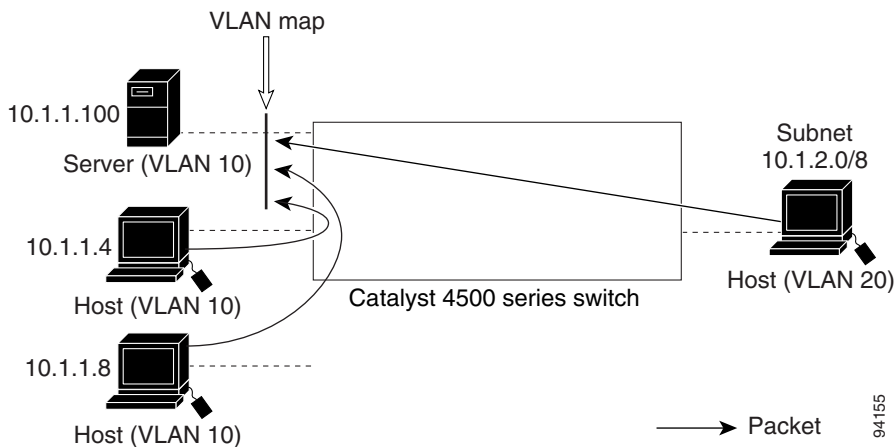 VLAN map
10.1.1.100
Server (VLAN 10)
Subnet
10.1.2.0/8
10.1.1.4
Host (VLAN 10)
Catalyst 4500 series switch
Host (VLAN 20)
10.1.1.8
Host (VLAN 10)
Packet
94155